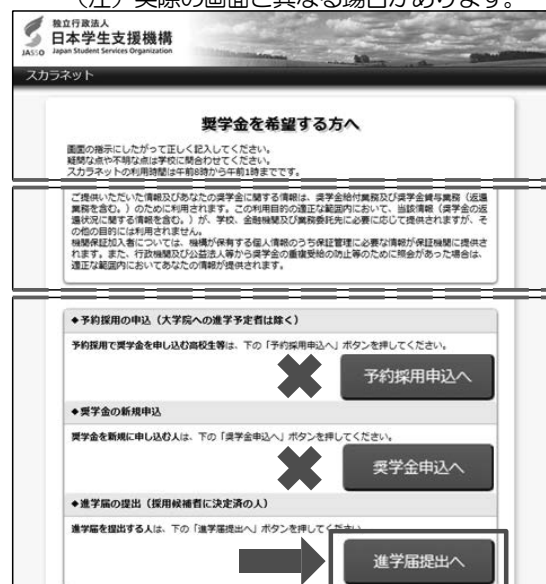 （注）実際の画面と異なる場合があります。
JASSO
独立行政法人
日本学生支援機構
Japan Student Services Organization
スカラネット
奨学金を希望する方へ
画面の指示にしたがって正しく記入してください。
疑問な点や不明な点は学校に問合わせてください。
スカラネットの利用時間は午前8時から午前1時までです。
ご提供いただいた情報及びあなたの奨学金に関する情報は、奨学金給付業務及び奨学金貸与業務（返還
業務を含む。）のために利用されます。この利用目的の適正な範囲内において、当該情報（奨学金の返
還状況に関する情報を含む。）が、学校、金融機関及び業務委託先に必要に応じて提供されますが、そ
の他の目的には利用されません。
機関保証加入者については、機構が保有する個人情報のうち保証管理に必要な情報が保証機関に提供さ
れます。また、行政機関及び公益法人等から奨学金の重複受給の防止等のために照会があった場合は、
適正な範囲内においてあなたの情報が提供されます。
◆予約採用の申込（大学院への進学予定者は除く）
予約採用で奨学金を申し込む高校生等は、下の「予約採用申込へ」ボタンを押してください。
予約採用申込へ
◆奨学金の新規申込
奨学金を新規に申し込む人は、下の「奨学金申込へ」ボタンを押してください。
奨学金申込へ
◆進学届の提出（採用候補者に決定済の人）
進学届を提出する人は、下の「進学届提出へ」ボタンを押してください。
進学届提出へ